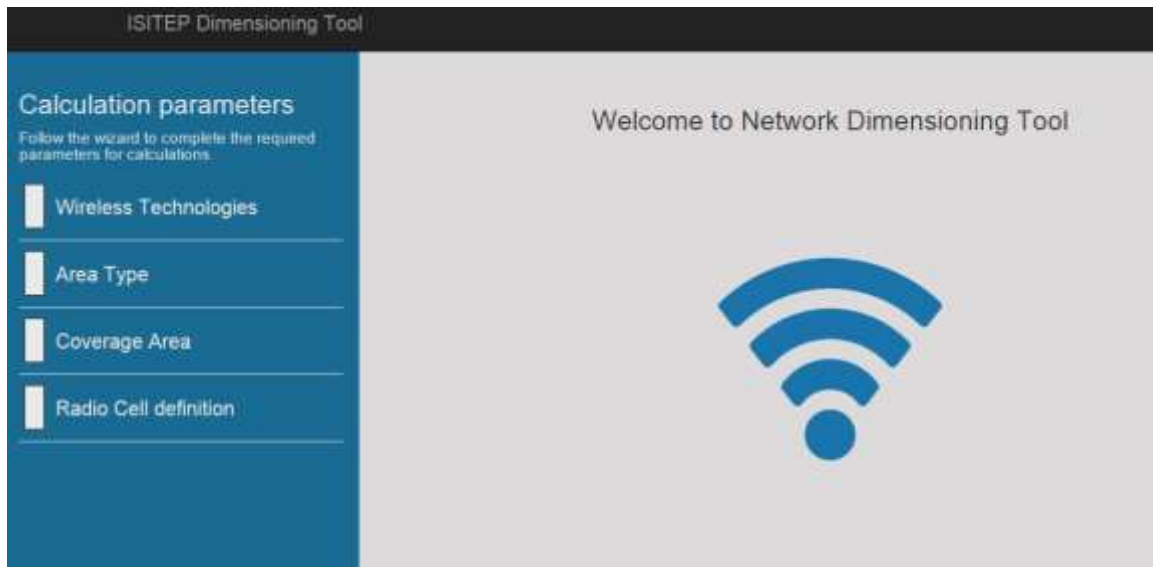 ISITEP Dimensioning Tool
Calculation parameters
Follow the wizard to complete the required
parameters for calculations.
Wireless Technologies
Area Type
Coverage Area
Radio Cell definition
Welcome to Network Dimensioning Tool